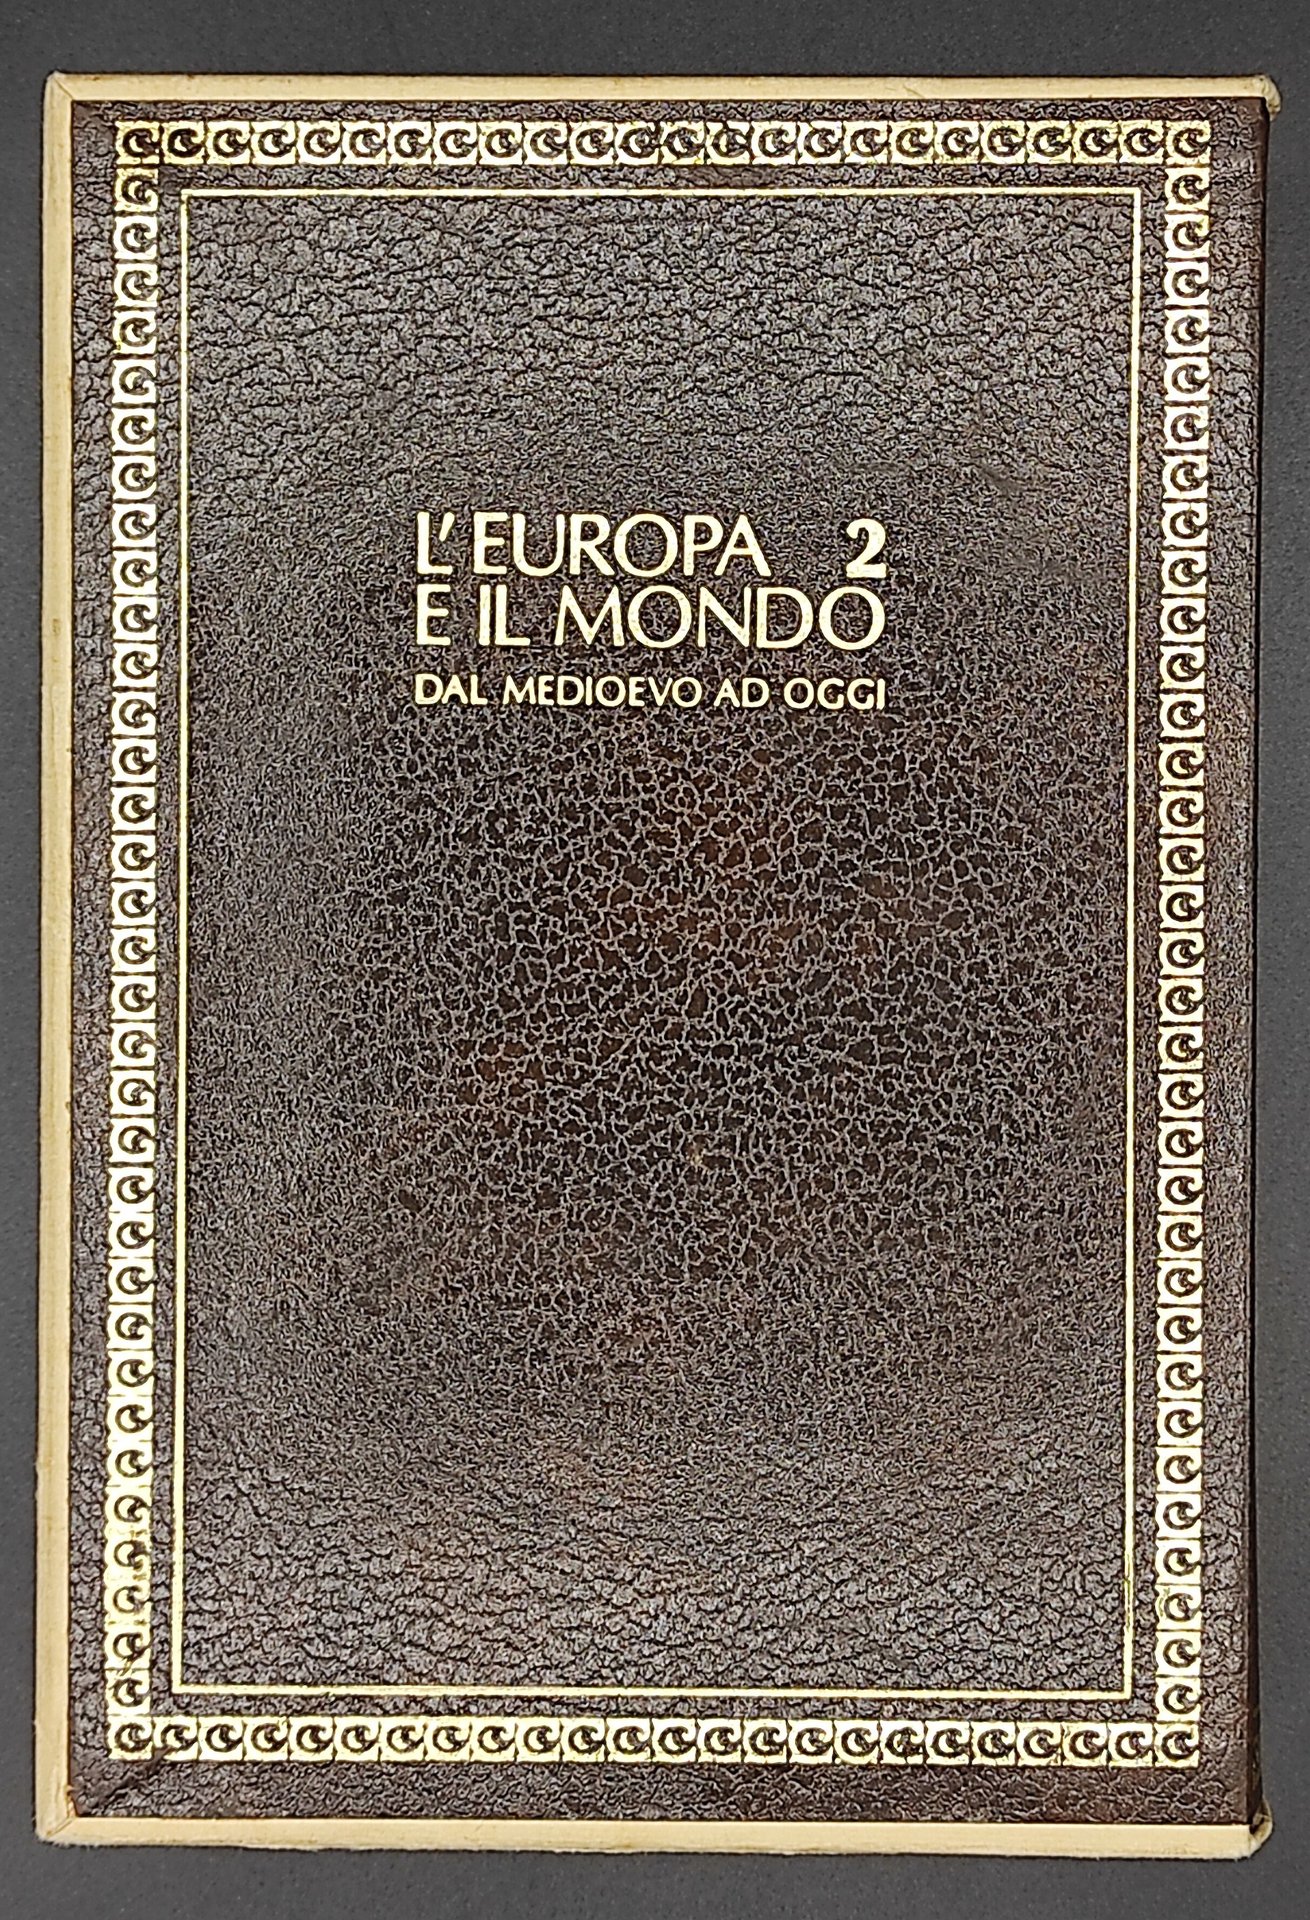 L'EUROPA 2
E IL MONDO
DAL MEDIOEVO AD OGGI